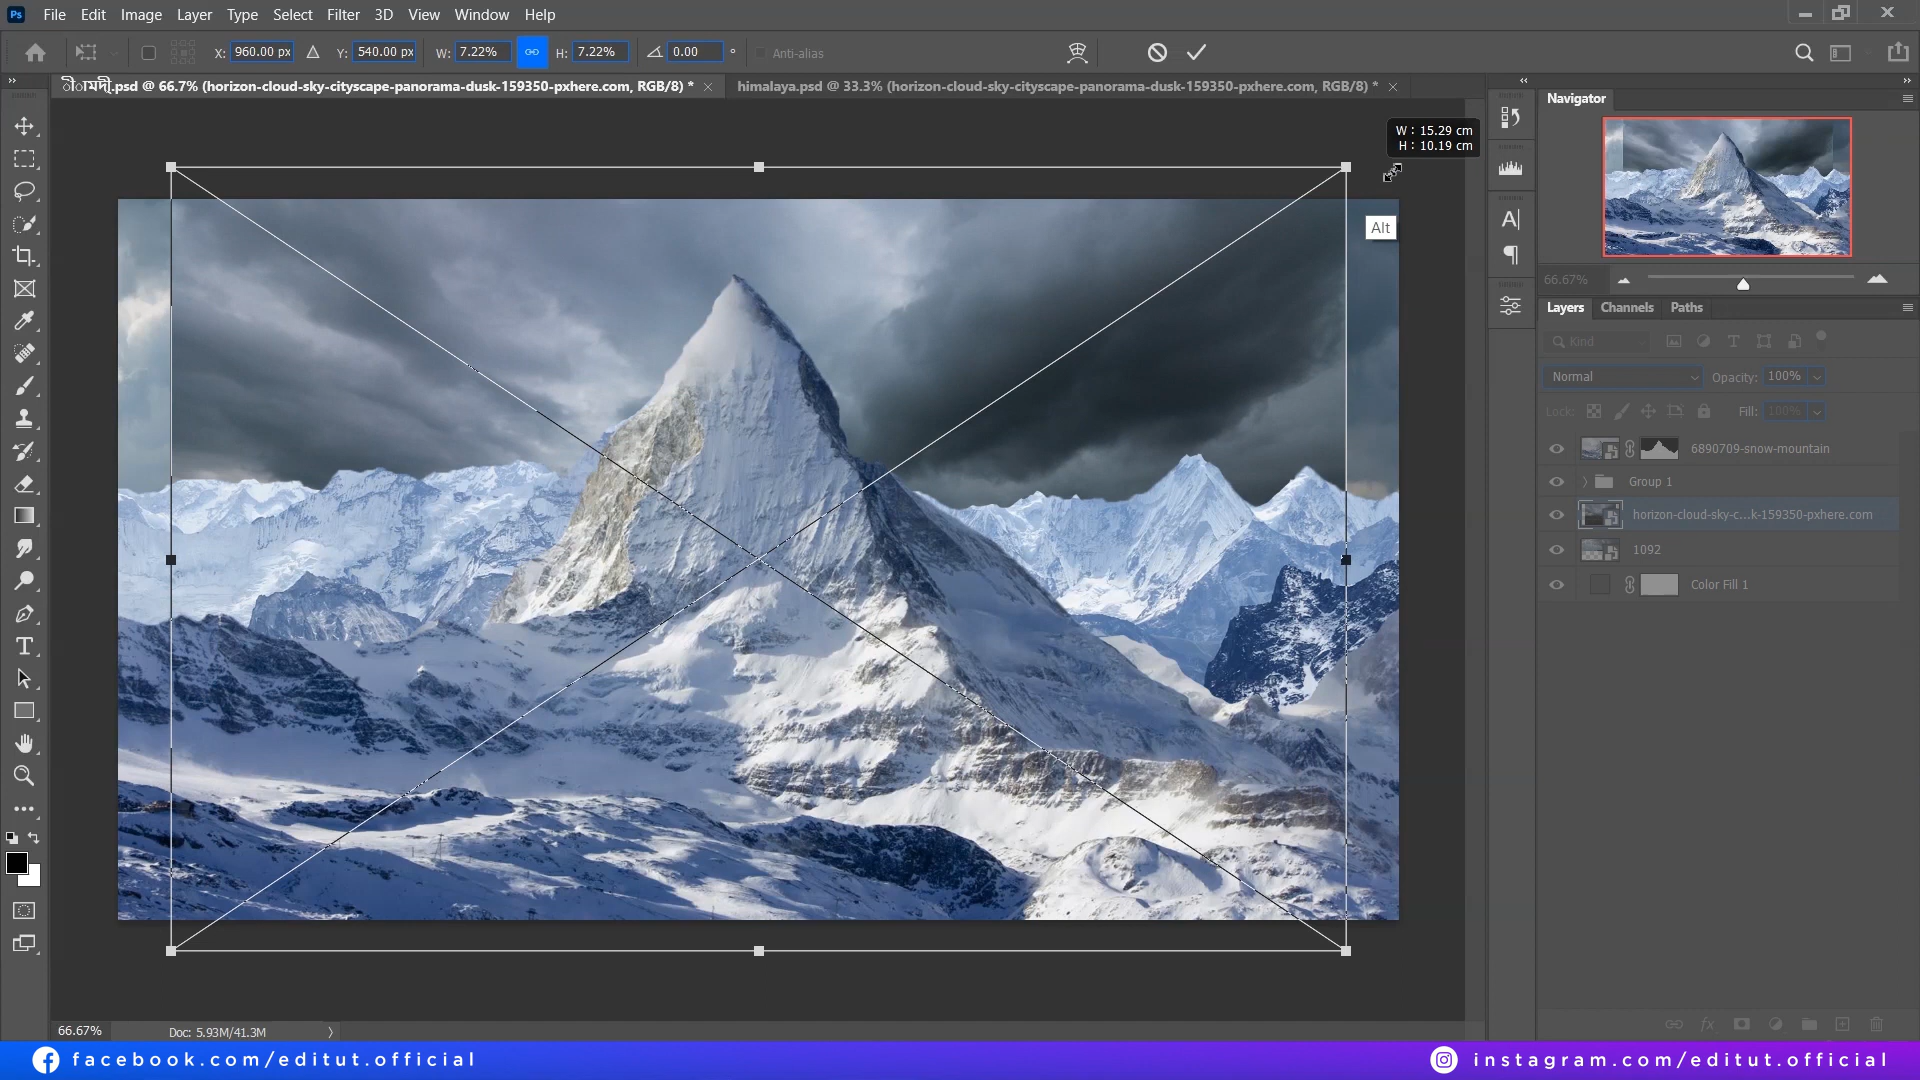 Ps File Edit Image Layer Type Select Filter 3D View Window Help
X: 960.00 px Y: 540.00 px W: 7.22% H: 7.22% 0.00 ° Anti-alias
.psd @ 66.7% (horizon-cloud-sky-cityscape-panorama-dusk-159350-pxhere.com, RGB/8) * himalaya.psd @ 33.3% (horizon-cloud-sky-cityscape-panorama-dusk-159350-pxhere.com, RGB/8) *
Navigator
W : 15.29 cm
H : 10.19 cm
Alt
66.67%
Layers Channels Paths
Kind
Normal Opacity: 100%
Lock: Fill: 100%
6890709-snow-mountain
Group 1
horizon-cloud-sky-c...k-159350-pxhere.com
1092
Color Fill 1
66.67% Doc: 5.93M/41.3M
facebook.com/editut.official
instagram.com/editut.official